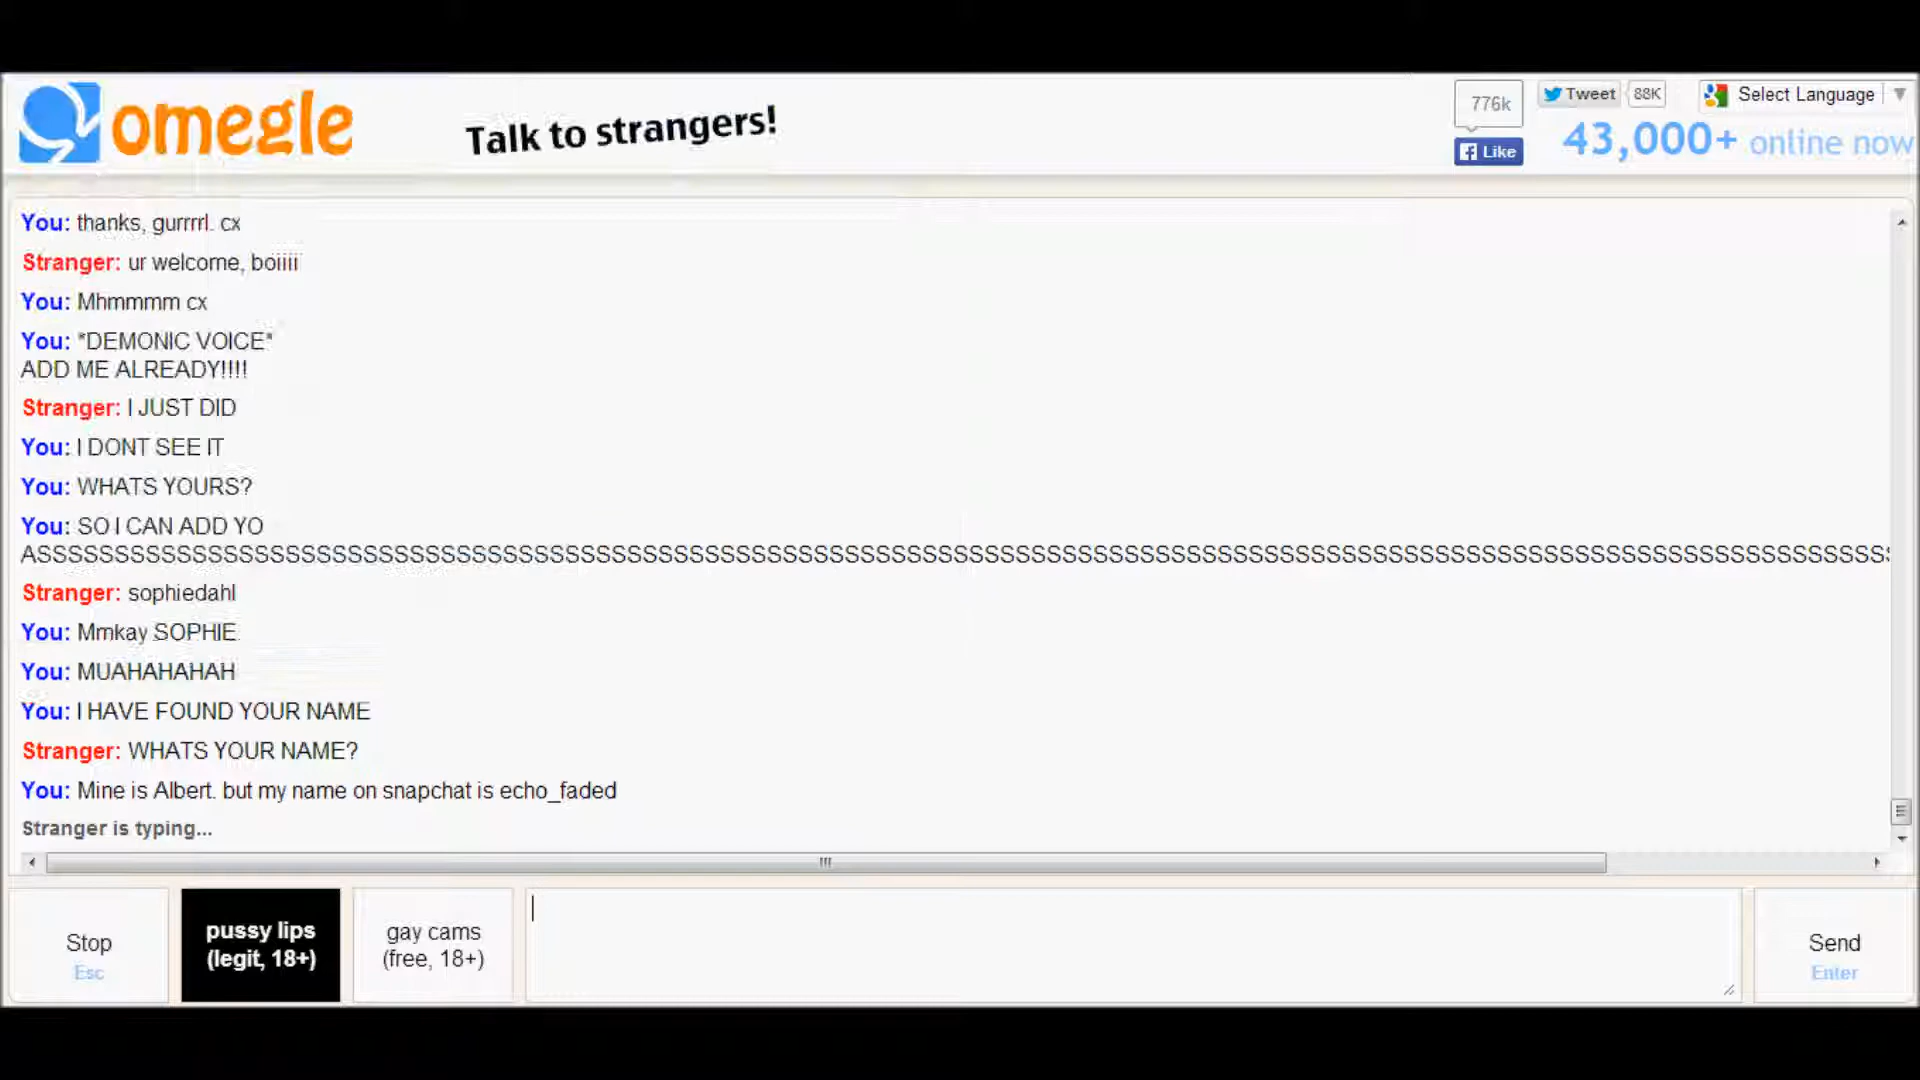 omegle
Talk to strangers!
776k
Like
Tweet
88K
Select Language
43,000+ online now
You: thanks, gurrrrl. cx
Stranger: ur welcome, boiiii
You: Mhmmmm cx
You: *DEMONIC VOICE*
ADD ME ALREADY!!!!
Stranger: I JUST DID
You: I DONT SEE IT
You: WHATS YOURS?
You: SO I CAN ADD YO
ASSSSSSSSSSSSSSSSSSSSSSSSSSSSSSSSSSSSSSSSSSSSSSSSSSSSSSSSSSSSSSSSSSSSSSSSSSSSSSSSSSSSSSSSSSSSSSSSSSSSSSSSSSSSSSSSSSSSSSSS
Stranger: sophiedahl
You: Mmkay SOPHIE.
You: MUAHAHAHAH
You: I HAVE FOUND YOUR NAME
Stranger: WHATS YOUR NAME?
You: Mine is Albert. but my name on snapchat is echo_faded
Stranger is typing...
Stop
Esc
pussy lips
(legit, 18+)
gay cams
(free, 18+)
Send
Enter